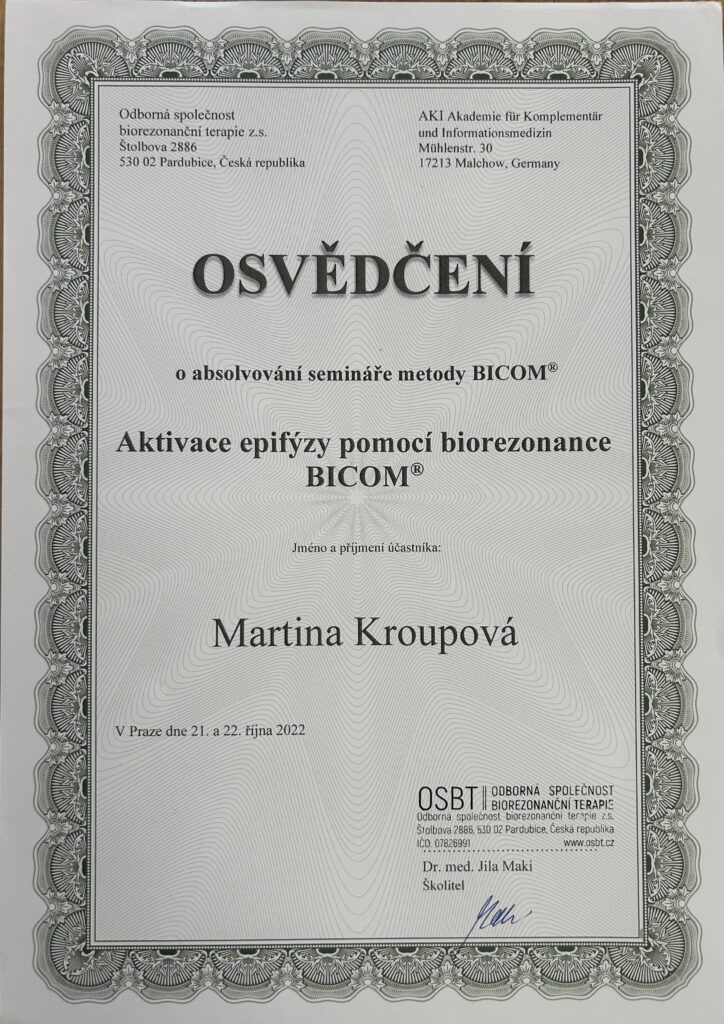 Odborná společnost
biorezonanční terapie z.s.
Štolbova 2886
530 02 Pardubice, Česká republika
AKI Akademie für Komplementär
und Informationsmedizin
Mühlenstr. 30
17213 Malchow, Germany
OSVĚDČENÍ
o absolvování semináře metody BICOM®
Aktivace epifýzy pomocí biorezonance
BICOM®
Jméno a příjmení účastníka:
Martina Kroupová
V Praze dne 21. a 22. října 2022
OSBT ODBORNÁ SPOLEČNOST
BIOREZONANČNÍ TERAPIE
Odborná společnost biorezonanční terapie z.s.
Štolbova 2886, 530 02 Pardubice, Česká republika
IČO: 07826991 www.osbt.cz
Dr. med. Jila Maki
Školitel